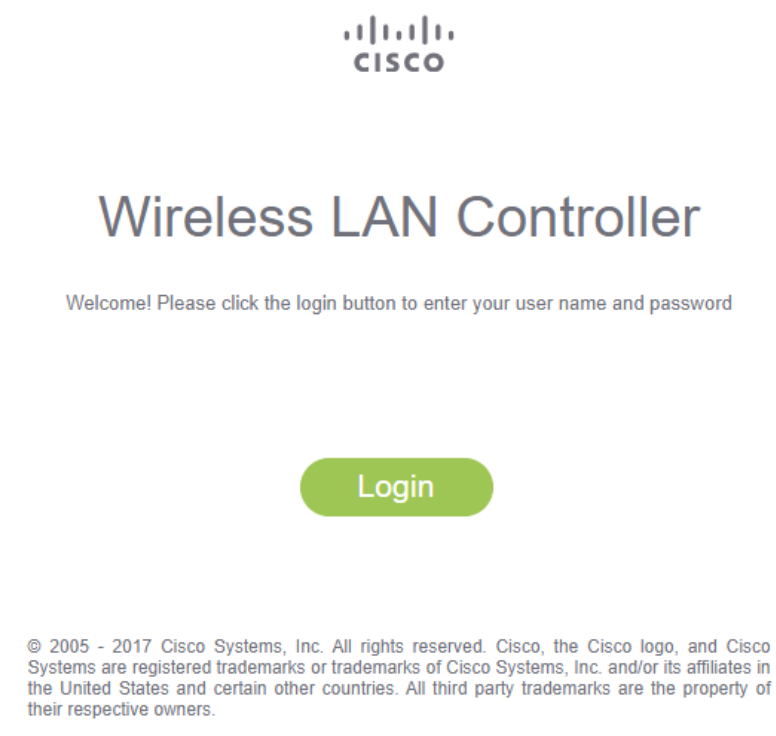 CISCO
Wireless LAN Controller
Welcome! Please click the login button to enter your user name and password
Login
© 2005 - 2017 Cisco Systems, Inc. All rights reserved. Cisco, the Cisco logo, and Cisco
Systems are registered trademarks or trademarks of Cisco Systems, Inc. and/or its affiliates in
the United States and certain other countries. All third party trademarks are the property of
their respective owners.